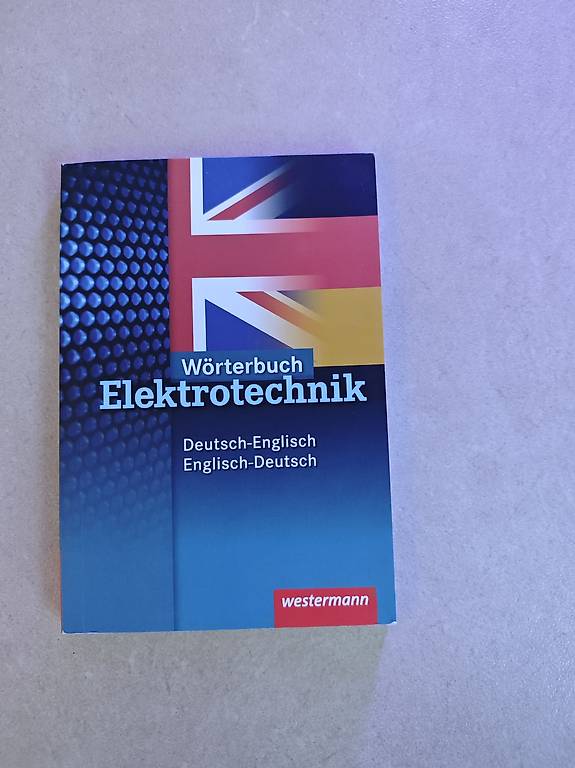 Wörterbuch
Elektrotechnik
Deutsch-Englisch
Englisch-Deutsch
westermann